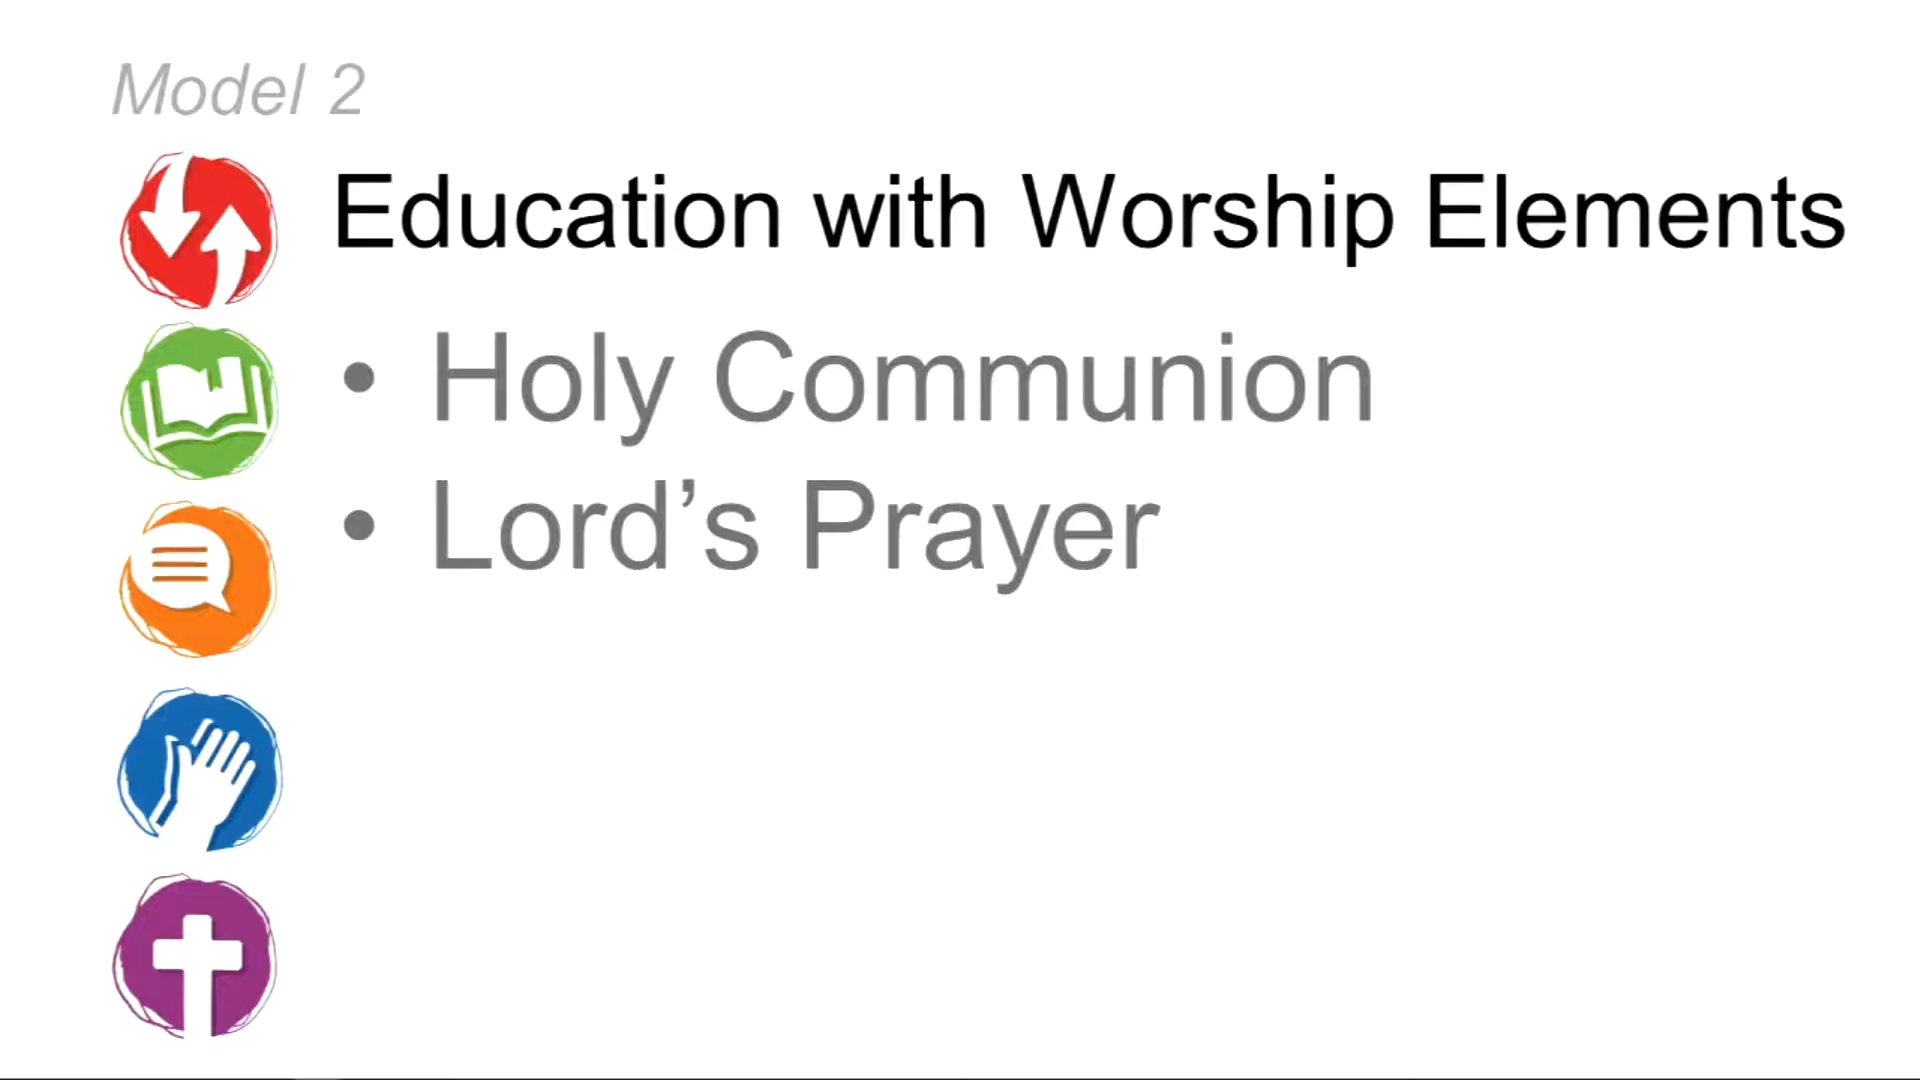 Model 2
Education with Worship Elements
• Holy Communion
• Lord’s Prayer